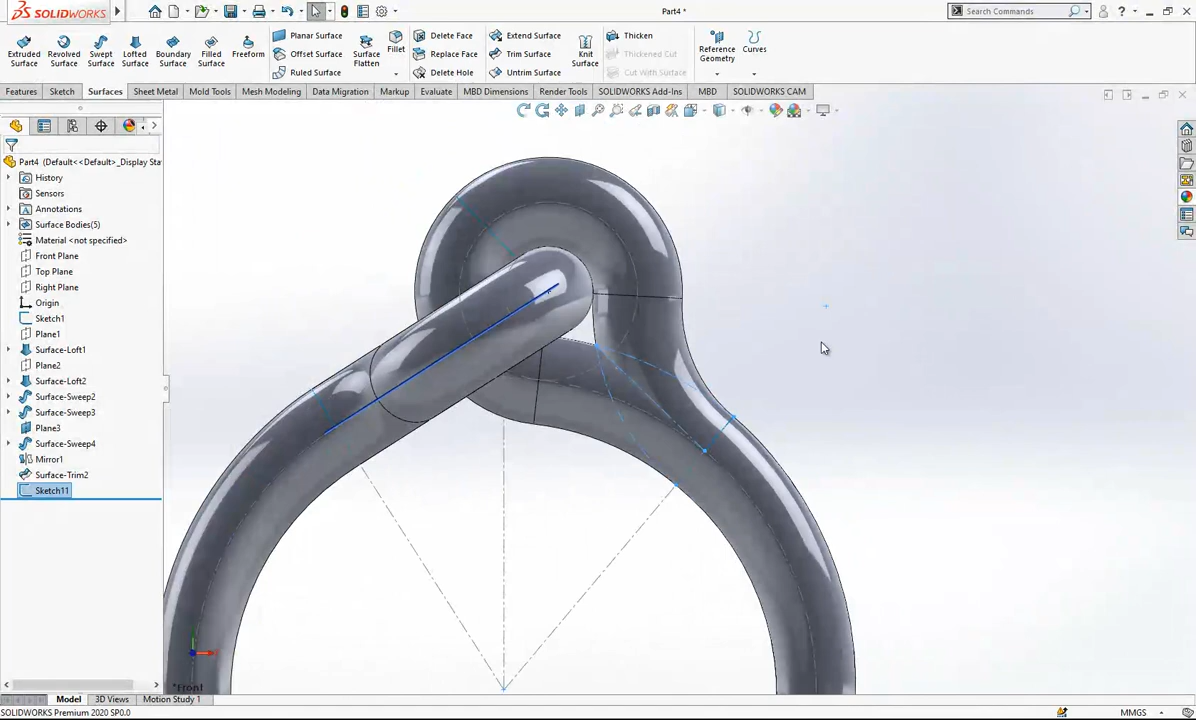 SOLIDWORKS
Part4 *
Search Commands
Extruded Surface
Revolved Surface
Swept Surface
Lofted Surface
Boundary Surface
Filled Surface
Freeform
Planar Surface
Offset Surface
Ruled Surface
Surface Flatten
Fillet
Delete Face
Replace Face
Delete Hole
Extend Surface
Trim Surface
Untrim Surface
Knit Surface
Thicken
Thickened Cut
Cut With Surface
Reference Geometry
Curves
Features
Sketch
Surfaces
Sheet Metal
Mold Tools
Mesh Modeling
Data Migration
Markup
Evaluate
MBD Dimensions
Render Tools
SOLIDWORKS Add-Ins
MBD
SOLIDWORKS CAM
Part4 (Default<<Default>_Display Sta
History
Sensors
Annotations
Surface Bodies(5)
Material <not specified>
Front Plane
Top Plane
Right Plane
Origin
Sketch1
Plane1
Surface-Loft1
Plane2
Surface-Loft2
Surface-Sweep2
Surface-Sweep3
Plane3
Surface-Sweep4
Mirror1
Surface-Trim2
Sketch11
*Front
Model
3D Views
Motion Study 1
SOLIDWORKS Premium 2020 SP0.0
MMGS